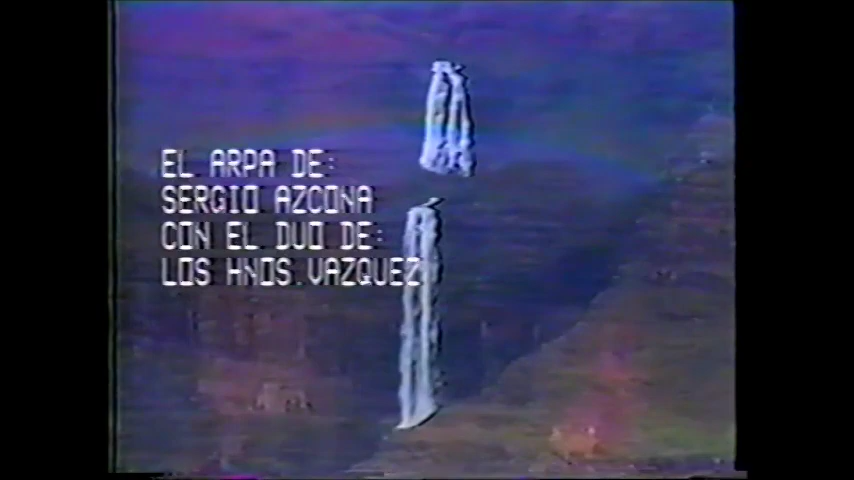 EL ARPA DE:
SERGIO AZCONA
CON EL DUO DE:
LOS HNOS.VAZQUEZ